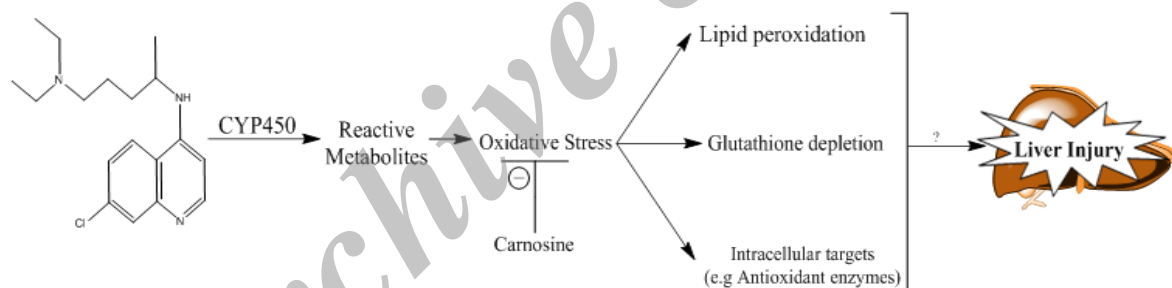 N
NH
Cl
N
CYP450
Reactive
Metabolites
Oxidative Stress
Carnosine
Lipid peroxidation
Glutathione depletion
Intracellular targets
(e.g Antioxidant enzymes)
?
Liver Injury